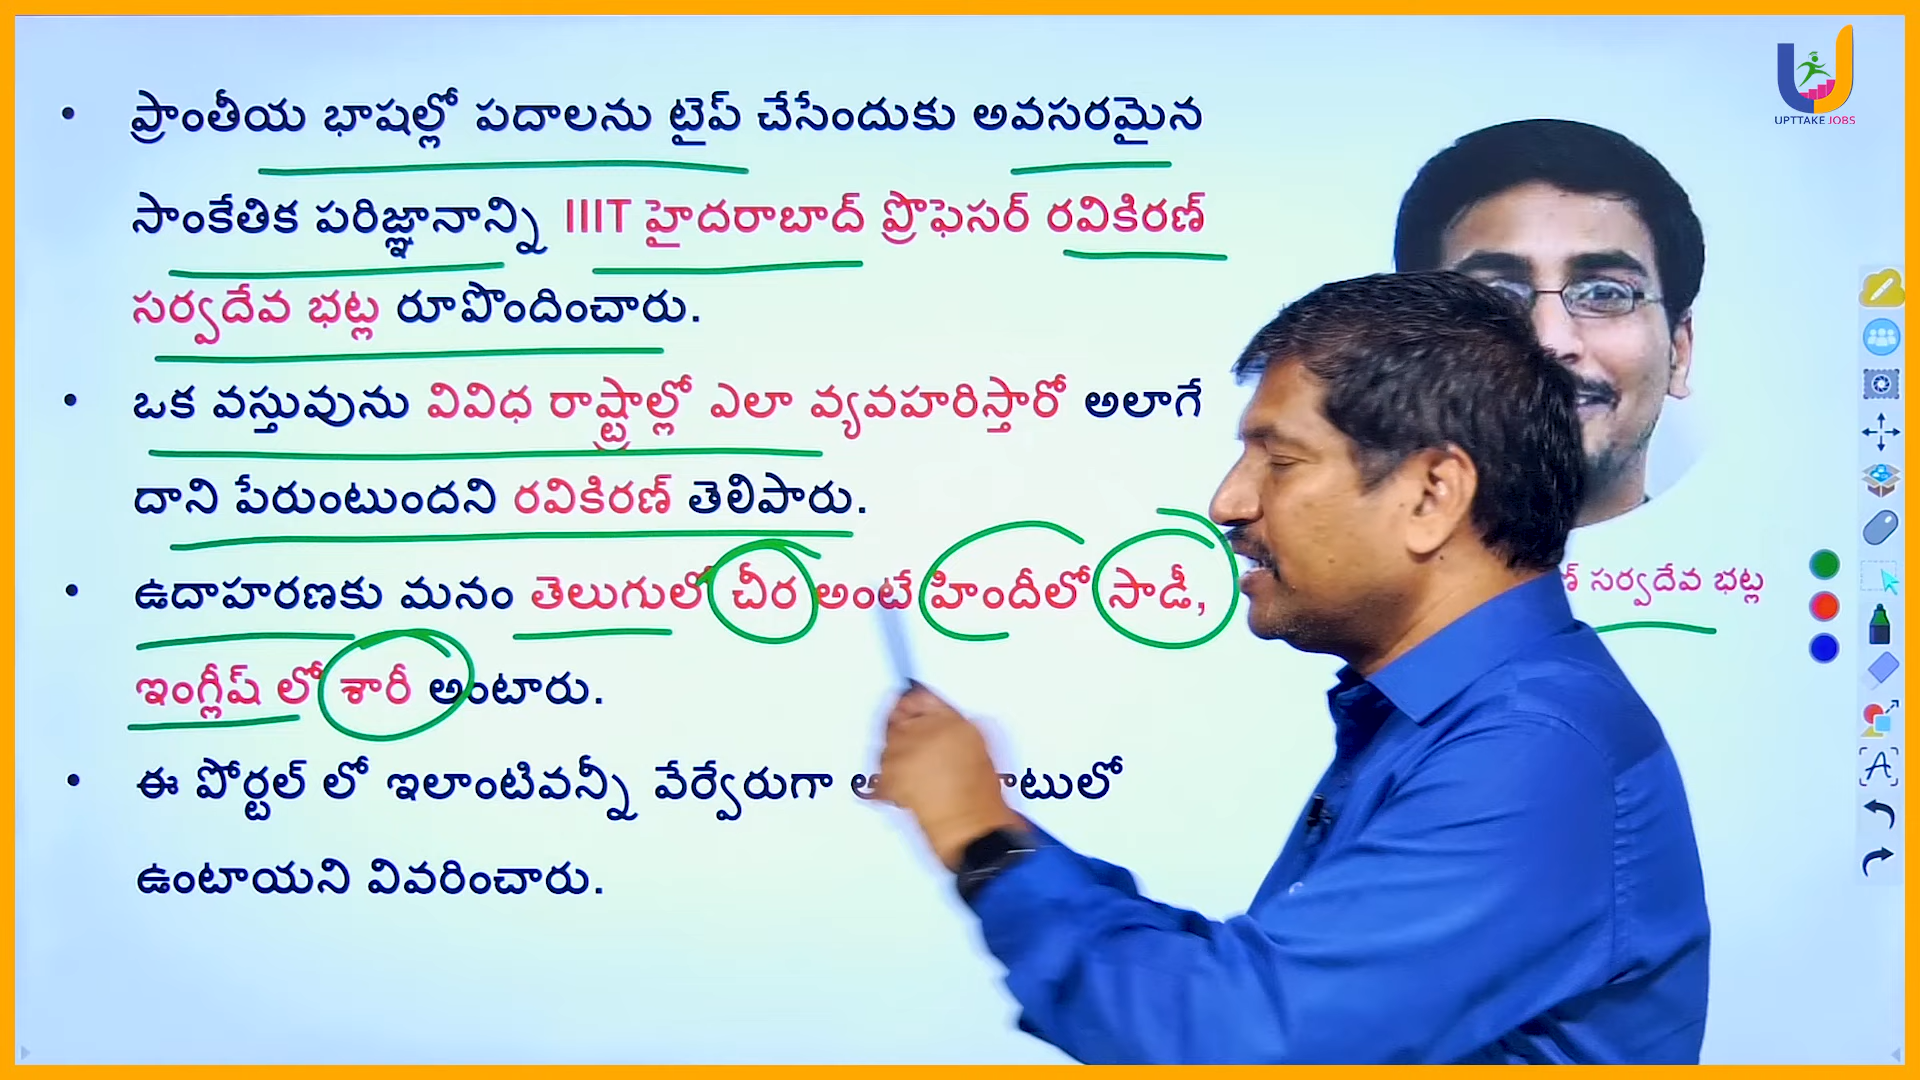 UPTTAKE JOBS
• ప్రాంతీయ భాషల్లో పదాలను టైప్ చేసేందుకు అవసరమైన
సాంకేతిక పరిజ్ఞానాన్ని IIIT హైదరాబాద్ ప్రొఫెసర్ రవికిరణ్
సర్వదేవ భట్ల రూపొందించారు.
• ఒక వస్తువును వివిధ రాష్ట్రాల్లో ఎలా వ్యవహరిస్తారో అలాగే
దాని పేరుంటుందని రవికిరణ్ తెలిపారు.
• ఉదాహరణకు మనం తెలుగులో చీర అంటే హిందీలో సాడీ,
ఇంగ్లీష్ లో శారీ అంటారు.
• ఈ పోర్టల్ లో ఇలాంటివన్నీ వేర్వేరుగా
ఉంటాయని వివరించారు.
సర్వదేవ భట్ల
A